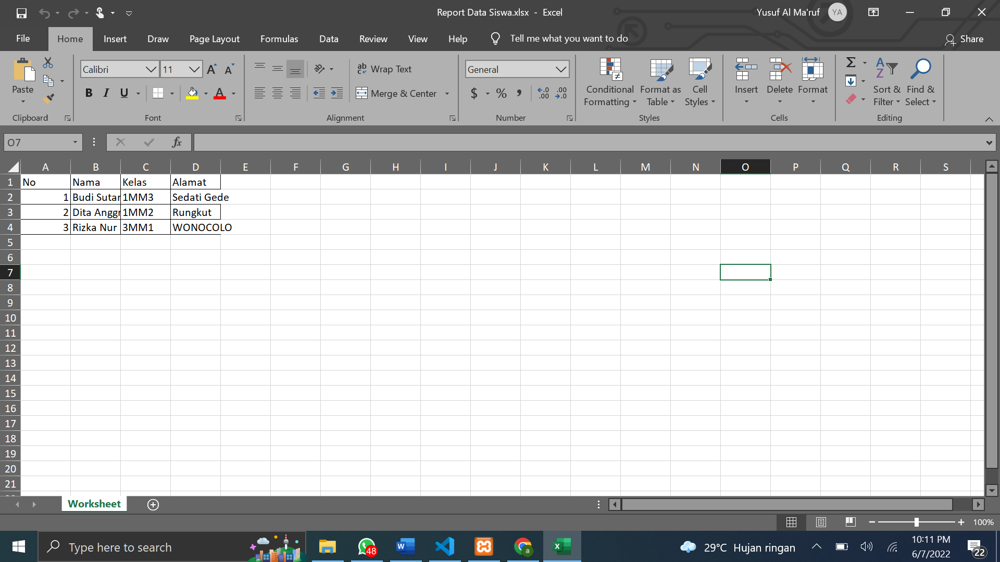 Report Data Siswa.xlsx - Excel
Yusuf Al Ma'ruf YA
File Home Insert Draw Page Layout Formulas Data Review View Help Tell me what you want to do Share
Paste
Clipboard
Calibri 11 A A
B I U A
Font
ab c Wrap Text
Merge & Center
Alignment
General
$ % , .0 .00 .00 .0
Number
Conditional Formatting
Format as Table
Cell Styles
Styles
Insert Delete Format
Cells
Σ
A Z Sort & Filter
Find & Select
Editing
O7 fx
A B C D E F G H I J K L M N O P Q R S
1 No Nama Kelas Alamat
2 1 Budi Sutar 1MM3 Sedati Gede
3 2 Dita Anggr 1MM2 Rungkut
4 3 Rizka Nur 3MM1 WONOCOLO
5
6
7
8
9
10
11
12
13
14
15
16
17
18
19
20
21
Worksheet
100%
Type here to search
48
W
a
X
29°C Hujan ringan
10:11 PM
6/7/2022
22